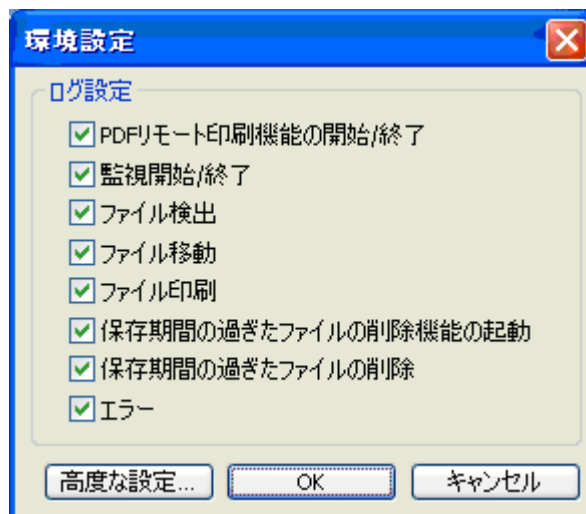 環境設定
ログ設定
PDFリモート印刷機能の開始/終了
監視開始/終了
ファイル検出
ファイル移動
ファイル印刷
保存期間の過ぎたファイルの削除機能の起動
保存期間の過ぎたファイルの削除
エラー
高度な設定... OK キャンセル